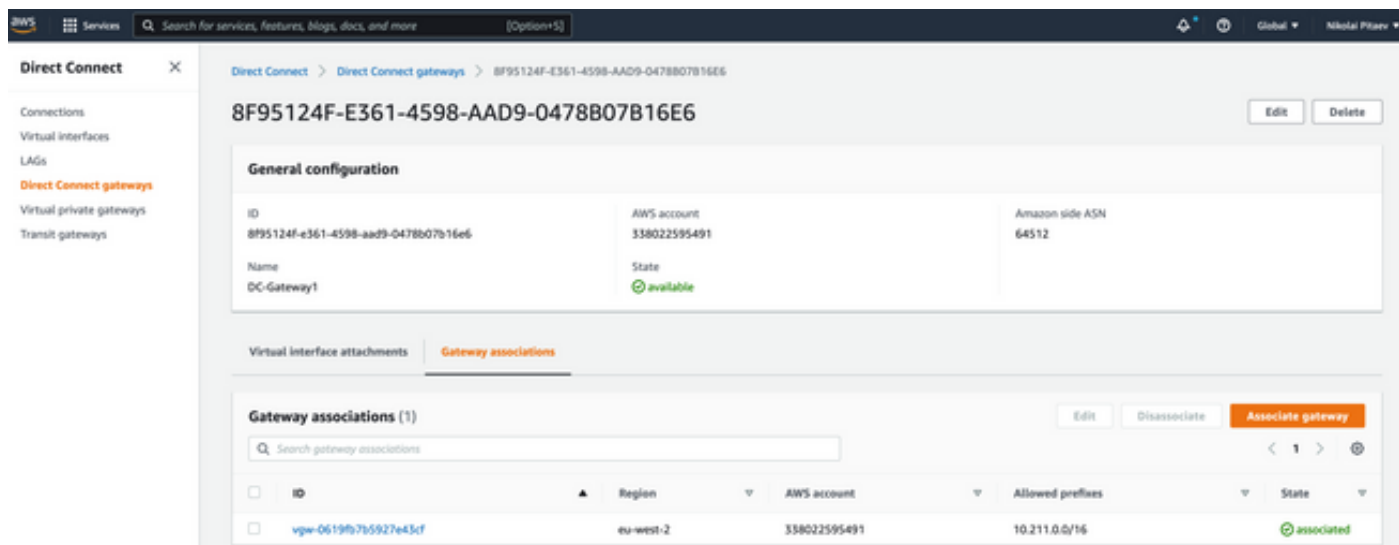 aws Services Search for services, features, blogs, docs, and more [Option+S] Global Nikolai Pitaev
Direct Connect
Connections
Virtual interfaces
LAGs
Direct Connect gateways
Virtual private gateways
Transit gateways
Direct Connect > Direct Connect gateways > 8F95124F-E361-4598-AAD9-0478B07B16E6
8F95124F-E361-4598-AAD9-0478B07B16E6
Edit Delete
General configuration
ID
8f95124f-e361-4598-aad9-0478b07b16e6
Name
DC-Gateway1
AWS account
338022595491
State
available
Amazon side ASN
64512
Virtual interface attachments Gateway associations
Gateway associations (1)
Edit Disassociate Associate gateway
Search gateway associations
< 1 >
ID Region AWS account Allowed prefixes State
vgw-0619fb7b5927e43cf eu-west-2 338022595491 10.211.0.0/16 associated